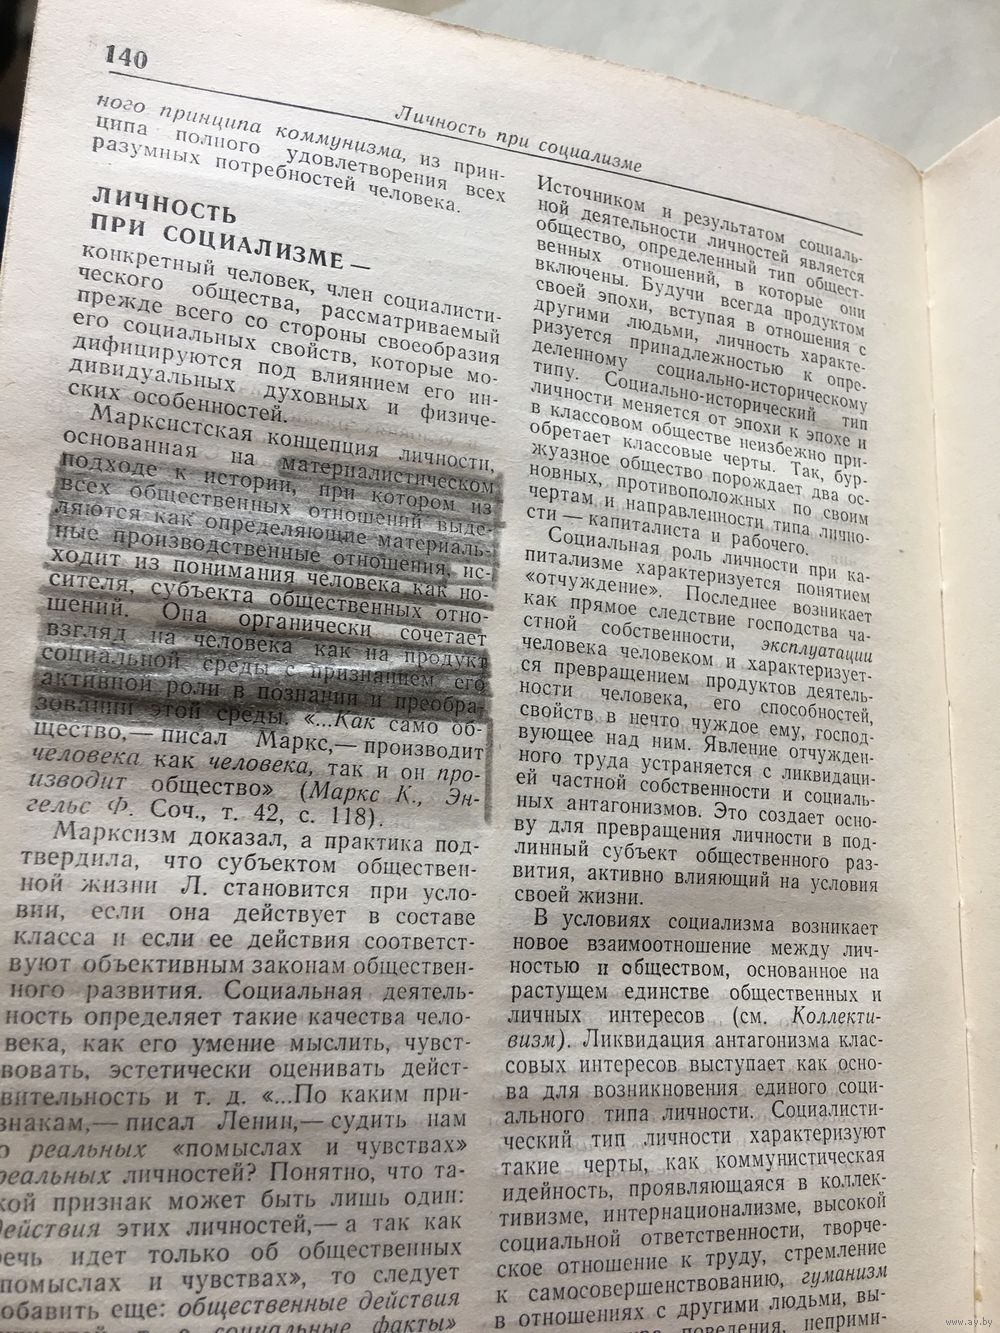 140
Личность при социализме
ного принципа коммунизма, из прин-
ципа полного удовлетворения всех
разумных потребностей человека.
ЛИЧНОСТЬ
ПРИ СОЦИАЛИЗМЕ —
конкретный человек, член социалисти-
ческого общества, рассматриваемый
прежде всего со стороны своеобразия
его социальных свойств, которые мо-
дифицируются под влиянием его ин-
дивидуальных духовных и физиче-
ских особенностей.
Марксистская концепция личности,
основанная на материалистическом
подходе к истории, при котором из
всех общественных отношений выде-
ляются как определяющие материаль-
ные производственные отношения, ис-
ходит из понимания человека как но-
сителя, субъекта общественных отно-
шений. Она органически сочетает
взгляд на человека как на продукт
социальной среды с признанием его
активной роли в познании и преобра-
зовании этой среды. «...Как само об-
щество,— писал Маркс,— производит
человека как человека, так и он про-
изводит общество» (Маркс К., Эн-
гельс Ф. Соч., т. 42, с. 118).
Марксизм доказал, а практика под-
твердила, что субъектом обществен-
ной жизни Л. становится при усло-
вии, если она действует в составе
класса и если ее действия соответст-
вуют объективным законам обществен-
ного развития. Социальная деятель-
ность определяет такие качества чело-
века, как его умение мыслить, чувст-
вовать, эстетически оценивать дейст-
вительность и т. д. «...По каким при-
знакам,— писал Ленин,— судить нам
о реальных «помыслах и чувствах»
реальных личностей? Понятно, что та-
кой признак может быть лишь один:
действия этих личностей,— а так как
речь идет только об общественных
«помыслах и чувствах», то следует
добавить еще: общественные действия
т. е. социальные факты»
Источником и результатом социаль-
ной деятельности личностей является
общество, определенный тип общест-
венных отношений, в которые они
включены. Будучи всегда продуктом
своей эпохи, вступая в отношения с
другими людьми, личность характе-
ризуется принадлежностью к опре-
деленному социально-историческому
типу. Социально-исторический тип
личности меняется от эпохи к эпохе и
в классовом обществе неизбежно при-
обретает классовые черты. Так, бур-
жуазное общество порождает два ос-
новных, противоположных по своим
чертам и направленности типа лично-
сти — капиталиста и рабочего.
Социальная роль личности при ка-
питализме характеризуется понятием
«отчуждение». Последнее возникает
как прямое следствие господства ча-
стной собственности, эксплуатации
человека человеком и характеризует-
ся превращением продуктов деятель-
ности человека, его способностей,
свойств в нечто чуждое ему, господ-
вующее над ним. Явление отчужден-
ного труда устраняется с ликвидаци-
ей частной собственности и социаль-
ных антагонизмов. Это создает осно-
ву для превращения личности в под-
линный субъект общественного раз-
вития, активно влияющий на условия
своей жизни.
В условиях социализма возникает
новое взаимоотношение между лич-
ностью и обществом, основанное на
растущем единстве общественных и
личных интересов (см. Коллекти-
визм). Ликвидация антагонизма клас-
совых интересов выступает как осно-
ва для возникновения единого соци-
ального типа личности. Социалисти-
ческий тип личности характеризуют
такие черты, как коммунистическая
идейность, проявляющаяся в коллек-
тивизме, интернационализме, высокой
социальной ответственности, творче-
ское отношение к труду, стремление
к самосовершенствованию, гуманизм
в отношениях с другими людьми, вы-
поведения, неприми-
www.ay.by